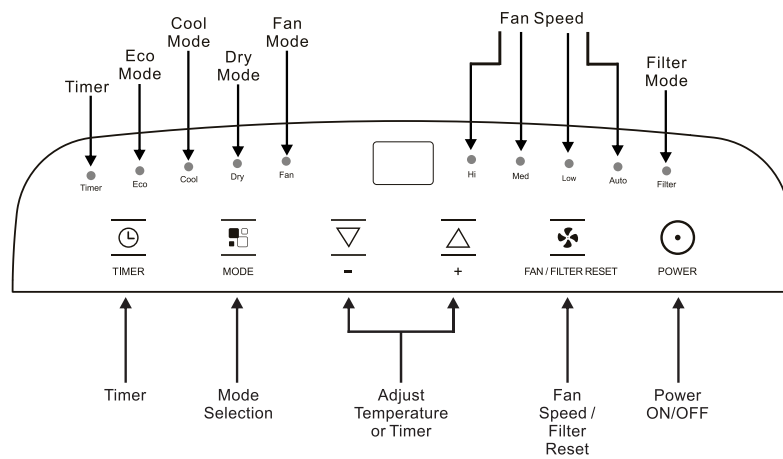 Timer
Eco
Mode
Cool
Mode
Dry
Mode
Fan
Mode
Fan Speed
Filter
Mode
Timer
Eco
Cool
Dry
Fan
Hi
Med
Low
Auto
Filter
TIMER
MODE
-
+
FAN / FILTER RESET
POWER
Timer
Mode
Selection
Adjust
Temperature
or Timer
Fan
Speed /
Filter
Reset
Power
ON/OFF